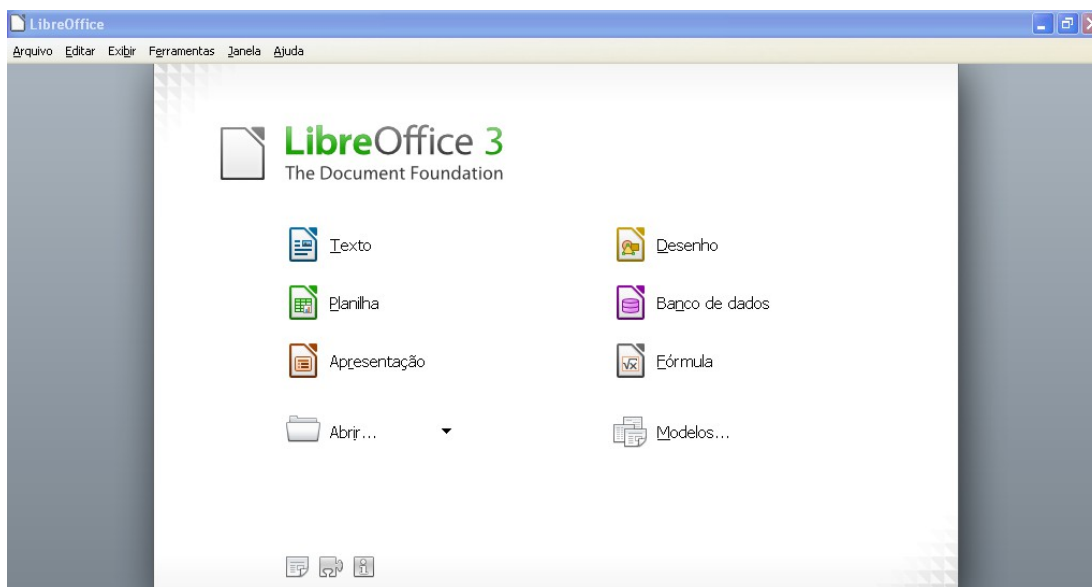 LibreOffice
Arquivo Editar Exibir Ferramentas Janela Ajuda
LibreOffice 3
The Document Foundation
Texto
Desenho
Planilha
Banco de dados
Apresentação
Fórmula
Abrir...
Modelos...